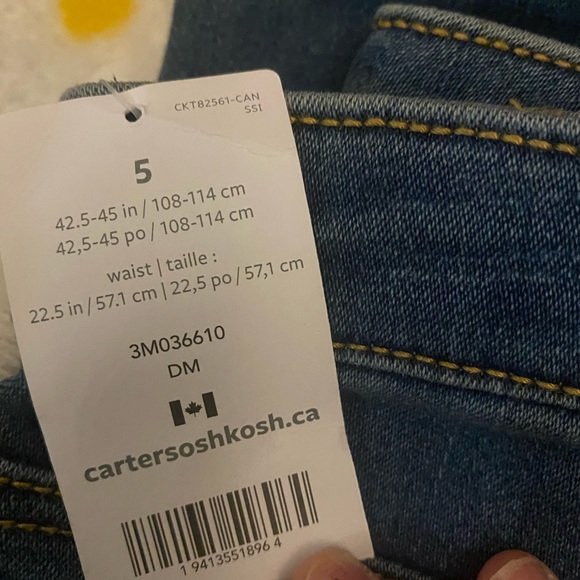 CKT82561-CAN
SS1
5
42.5-45 in / 108-114 cm
42,5-45 po / 108-114 cm
waist | taille :
22.5 in / 57.1 cm | 22,5 po / 57,1 cm
3M036610
DM
cartersoshkosh.ca
1 9413551896 4